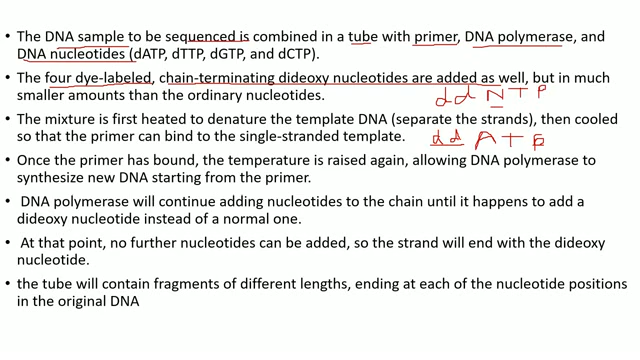 • The DNA sample to be sequenced is combined in a tube with primer, DNA polymerase, and
DNA nucleotides (dATP, dTTP, dGTP, and dCTP).
• The four dye-labeled, chain-terminating dideoxy nucleotides are added as well, but in much
smaller amounts than the ordinary nucleotides.
dd NTP
• The mixture is first heated to denature the template DNA (separate the strands), then cooled
so that the primer can bind to the single-stranded template.
dd ATP
• Once the primer has bound, the temperature is raised again, allowing DNA polymerase to
synthesize new DNA starting from the primer.
• DNA polymerase will continue adding nucleotides to the chain until it happens to add a
dideoxy nucleotide instead of a normal one.
• At that point, no further nucleotides can be added, so the strand will end with the dideoxy
nucleotide.
• the tube will contain fragments of different lengths, ending at each of the nucleotide positions
in the original DNA